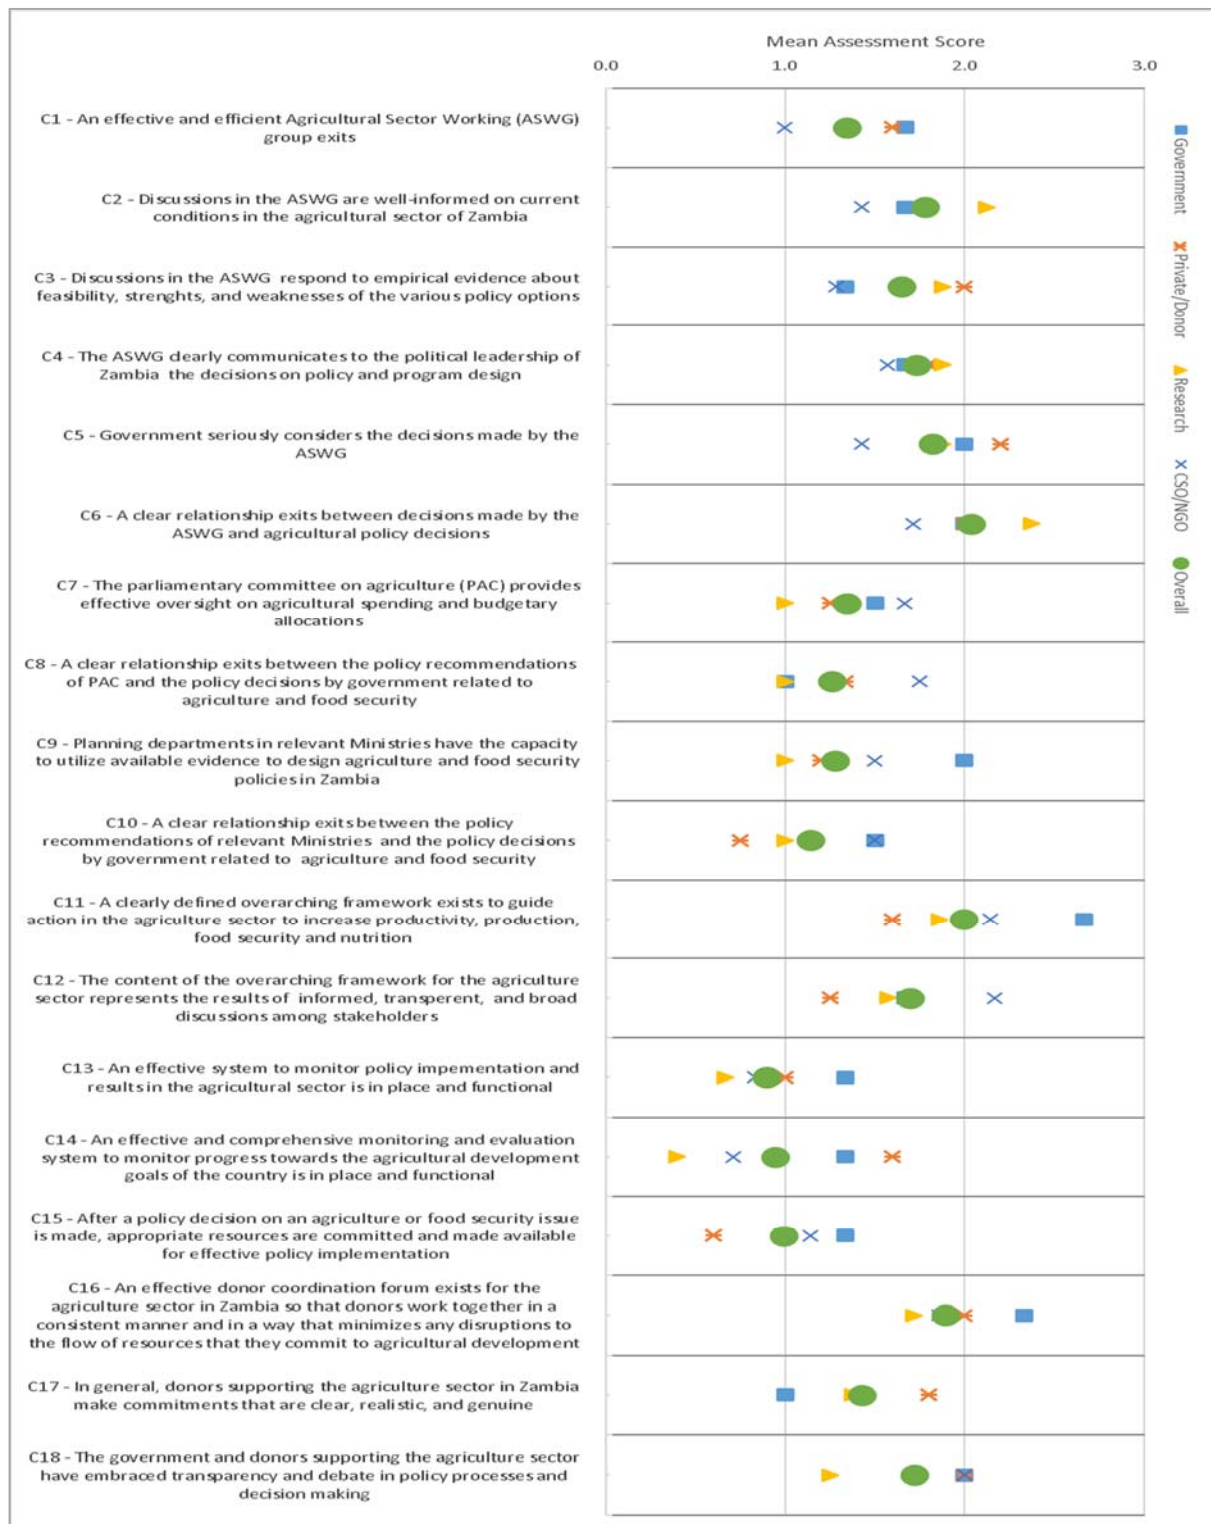 Mean Assessment Score
0.0 1.0 2.0 3.0
C1 - An effective and efficient Agricultural Sector Working (ASWG)
group exits
C2 - Discussions in the ASWG are well-informed on current
conditions in the agricultural sector of Zambia
C3 - Discussions in the ASWG respond to empirical evidence about
feasibility, strenghts, and weaknesses of the various policy options
C4 - The ASWG clearly communicates to the political leadership of
Zambia the decisions on policy and program design
C5 - Government seriously considers the decisions made by the
ASWG
C6 - A clear relationship exits between decisions made by the
ASWG and agricultural policy decisions
C7 - The parliamentary committee on agriculture (PAC) provides
effective oversight on agricultural spending and budgetary
allocations
C8 - A clear relationship exits between the policy recommendations
of PAC and the policy decisions by government related to
agriculture and food security
C9 - Planning departments in relevant Ministries have the capacity
to utilize available evidence to design agriculture and food security
policies in Zambia
C10 - A clear relationship exits between the policy
recommendations of relevant Ministries and the policy decisions
by government related to agriculture and food security
C11 - A clearly defined overarching framework exists to guide
action in the agriculture sector to increase productivity, production,
food security and nutrition
C12 - The content of the overarching framework for the agriculture
sector represents the results of informed, transperent, and broad
discussions among stakeholders
C13 - An effective system to monitor policy impementation and
results in the agricultural sector is in place and functional
C14 - An effective and comprehensive monitoring and evaluation
system to monitor progress towards the agricultural development
goals of the country is in place and functional
C15 - After a policy decision on an agriculture or food security issue
is made, appropriate resources are committed and made available
for effective policy implementation
C16 - An effective donor coordination forum exists for the
agriculture sector in Zambia so that donors work together in a
consistent manner and in a way that minimizes any disruptions to
the flow of resources that they commit to agricultural development
C17 - In general, donors supporting the agriculture sector in Zambia
make commitments that are clear, realistic, and genuine
C18 - The government and donors supporting the agriculture sector
have embraced transparency and debate in policy processes and
decision making
Government
Private/Donor
Research
CSO/NGO
Overall